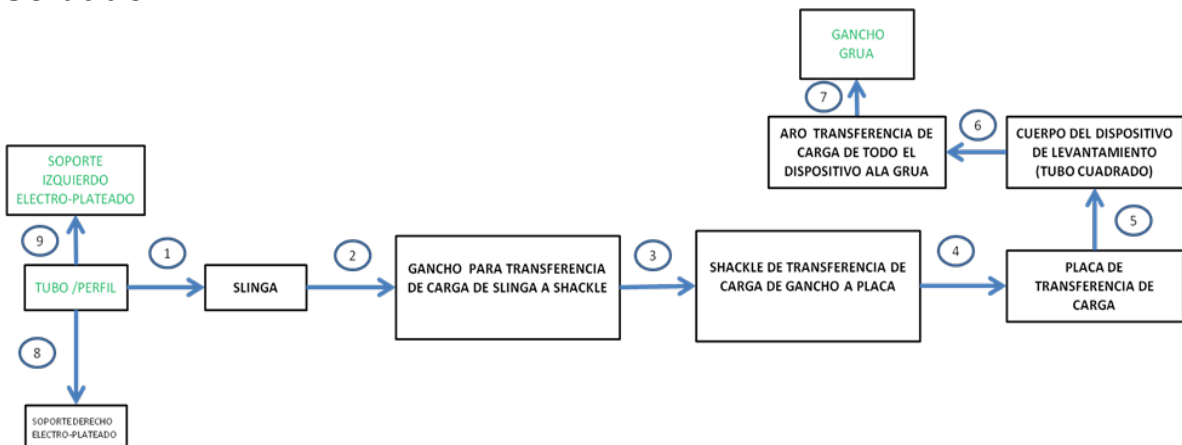 GANCHO
GRUA
7
ARO TRANSFERENCIA DE
CARGA DE TODO EL
DISPOSITIVO ALA GRUA
6
CUERPO DEL DISPOSITIVO
DE LEVANTAMIENTO
(TUBO CUADRADO)
SOPORTE
IZQUIERDO
ELECTRO-PLATEADO
9
1
2
3
4
5
TUBO /PERFIL
SLINGA
GANCHO PARA TRANSFERENCIA
DE CARGA DE SLINGA A SHACKLE
SHACKLE DE TRANSFERENCIA DE
CARGA DE GANCHO A PLACA
PLACA DE
TRANSFERENCIA DE
CARGA
8
SOPORTE DERECHO
ELECTRO-PLATEADO